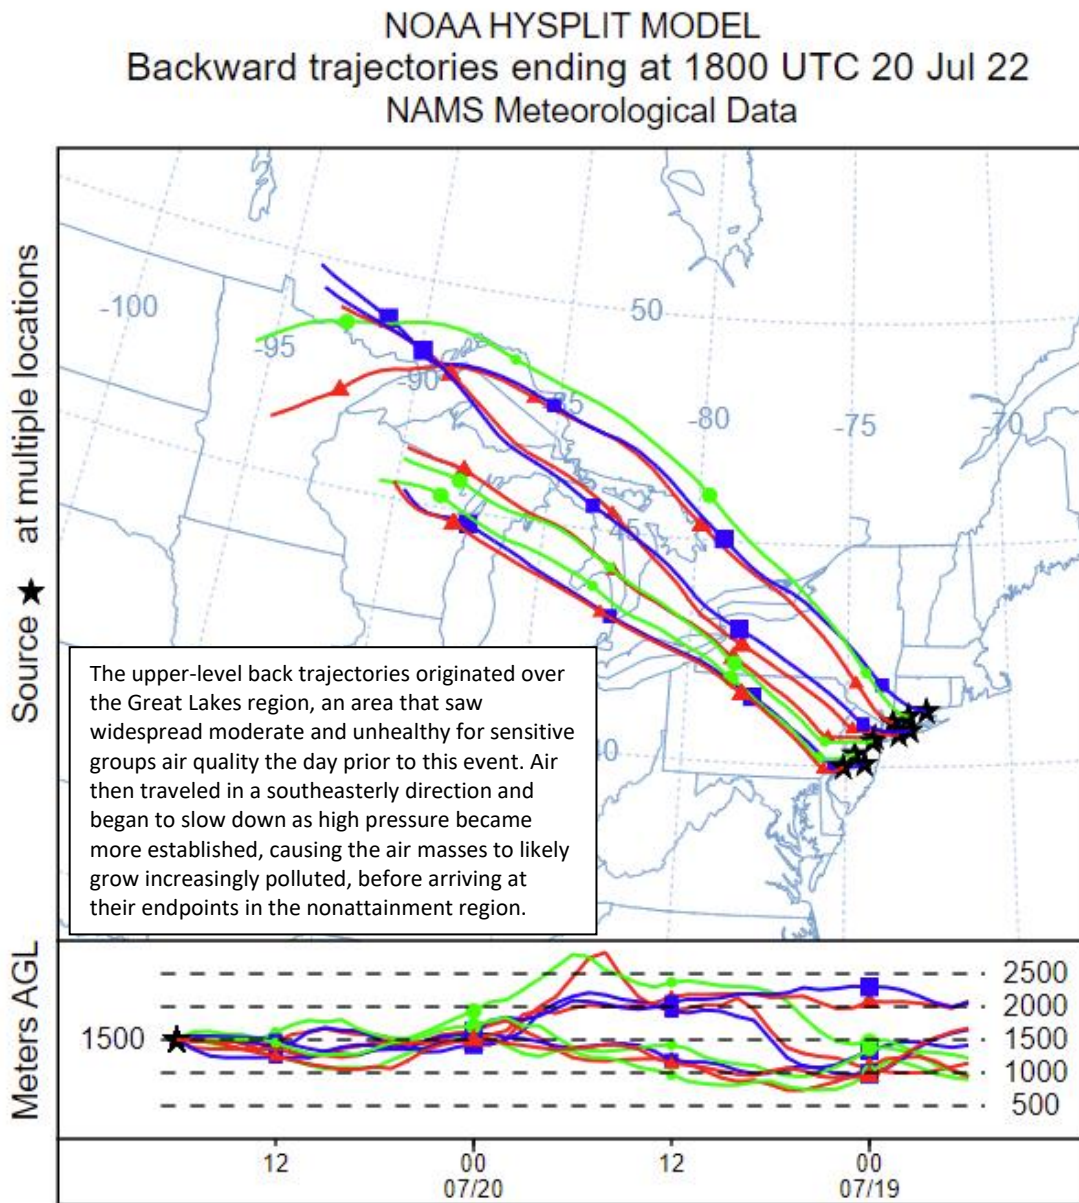 NOAA HYSPLIT MODEL
Backward trajectories ending at 1800 UTC 20 Jul 22
NAMS Meteorological Data
Source ★ at multiple locations
-100
-95
-90
-85
50
-80
-75
-70
45
40
The upper-level back trajectories originated over
the Great Lakes region, an area that saw
widespread moderate and unhealthy for sensitive
groups air quality the day prior to this event. Air
then traveled in a southeasterly direction and
began to slow down as high pressure became
more established, causing the air masses to likely
grow increasingly polluted, before arriving at
their endpoints in the nonattainment region.
Meters AGL
1500
2500
2000
1500
1000
500
12
00
12
00
07/20
07/19